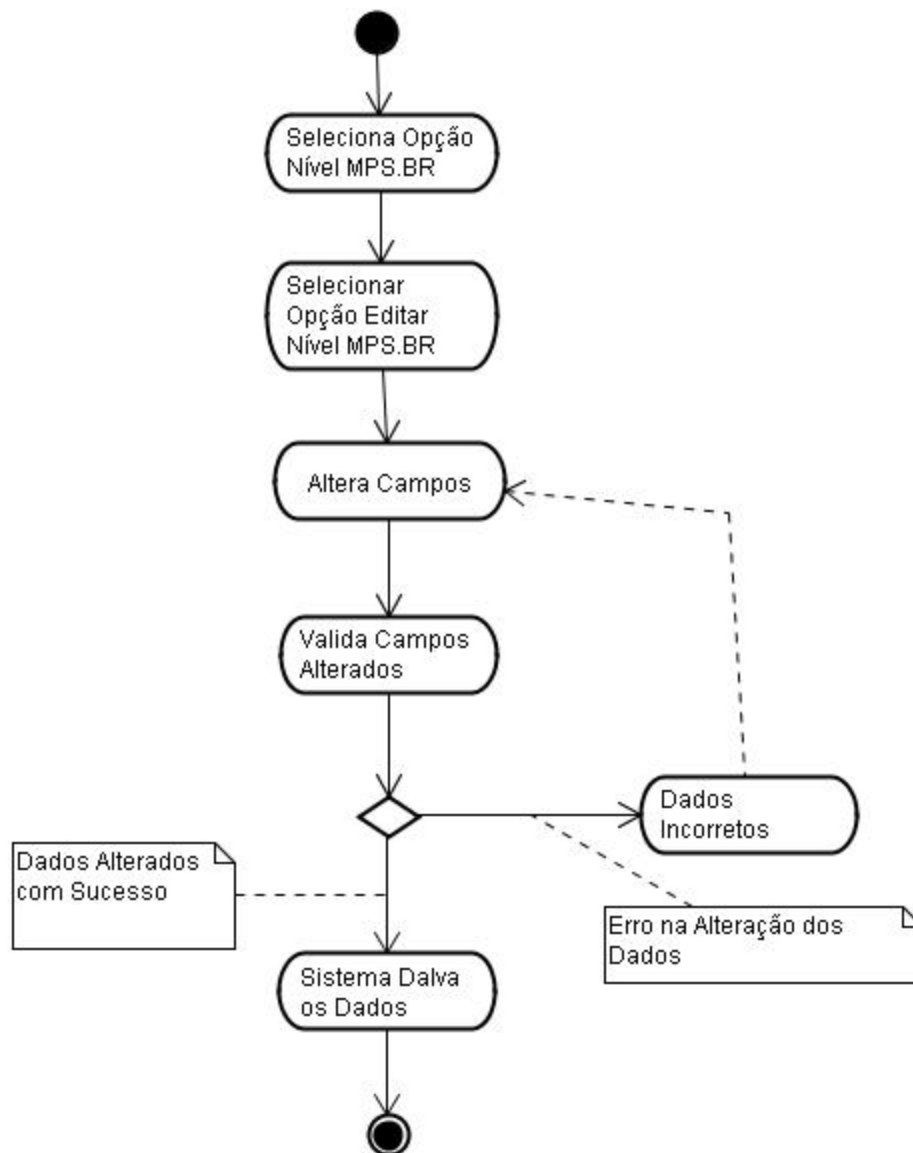 Seleciona Opção
Nível MPS.BR
Selecionar
Opção Editar
Nível MPS.BR
Altera Campos
Valida Campos
Alterados
Dados
Incorretos
Dados Alterados
com Sucesso
Erro na Alteração dos
Dados
Sistema Dalva
os Dados